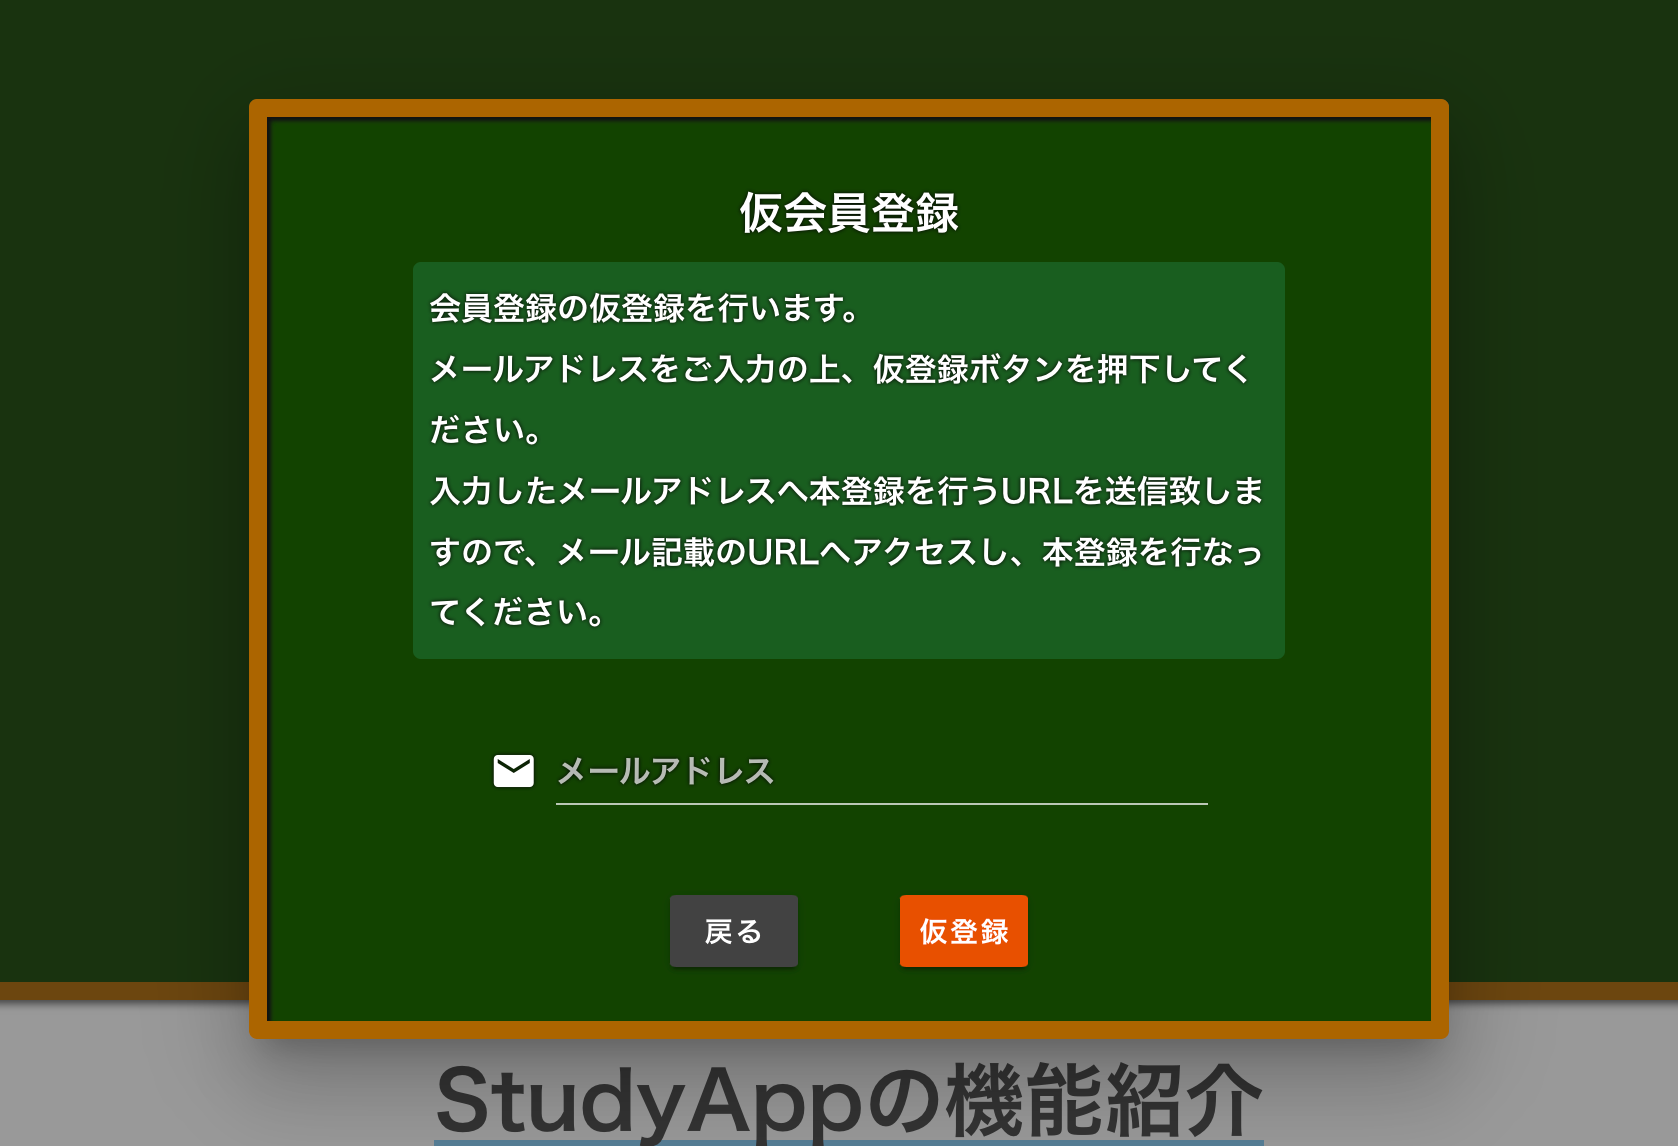 仮会員登録
会員登録の仮登録を行います。
メールアドレスをご入力の上、仮登録ボタンを押下してく
ださい。
入力したメールアドレスへ本登録を行うURLを送信致しま
すので、メール記載のURLへアクセスし、本登録を行なっ
てください。
メールアドレス
戻る
仮登録
StudyAppの機能紹介